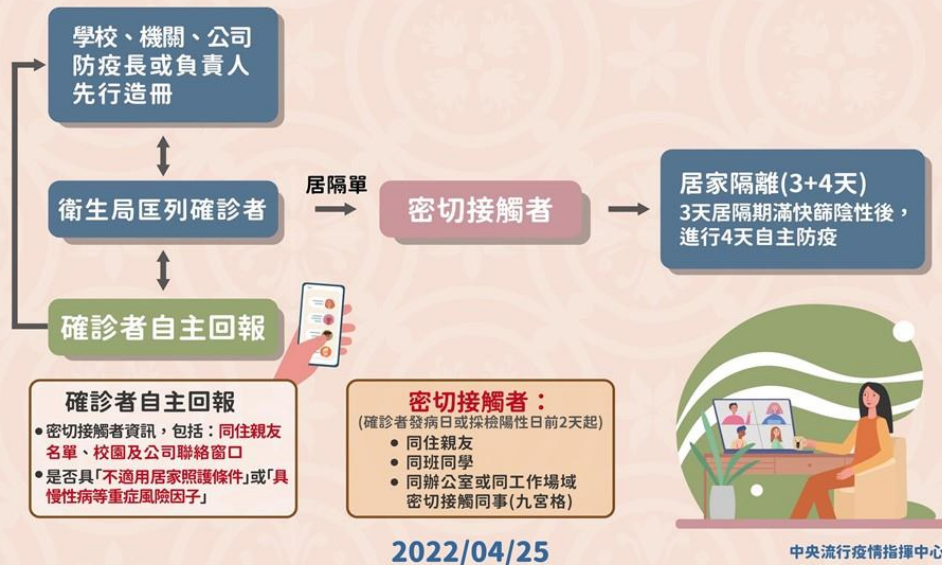 學校、機關、公司
防疫長或負責人
先行造冊
衛生局匡列確診者
居隔單
密切接觸者
居家隔離(3+4天)
3天居隔期滿快篩陰性後，
進行4天自主防疫
確診者自主回報
確診者自主回報
•密切接觸者資訊，包括：同住親友
名單、校園及公司聯絡窗口
•是否具「不適用居家照護條件」或「具
慢性病等重症風險因子」
密切接觸者：
(確診者發病日或採檢陽性日前2天起)
• 同住親友
• 同班同學
• 同辦公室或同工作場域
密切接觸同事(九宮格)
2022/04/25
中央流行疫情指揮中心